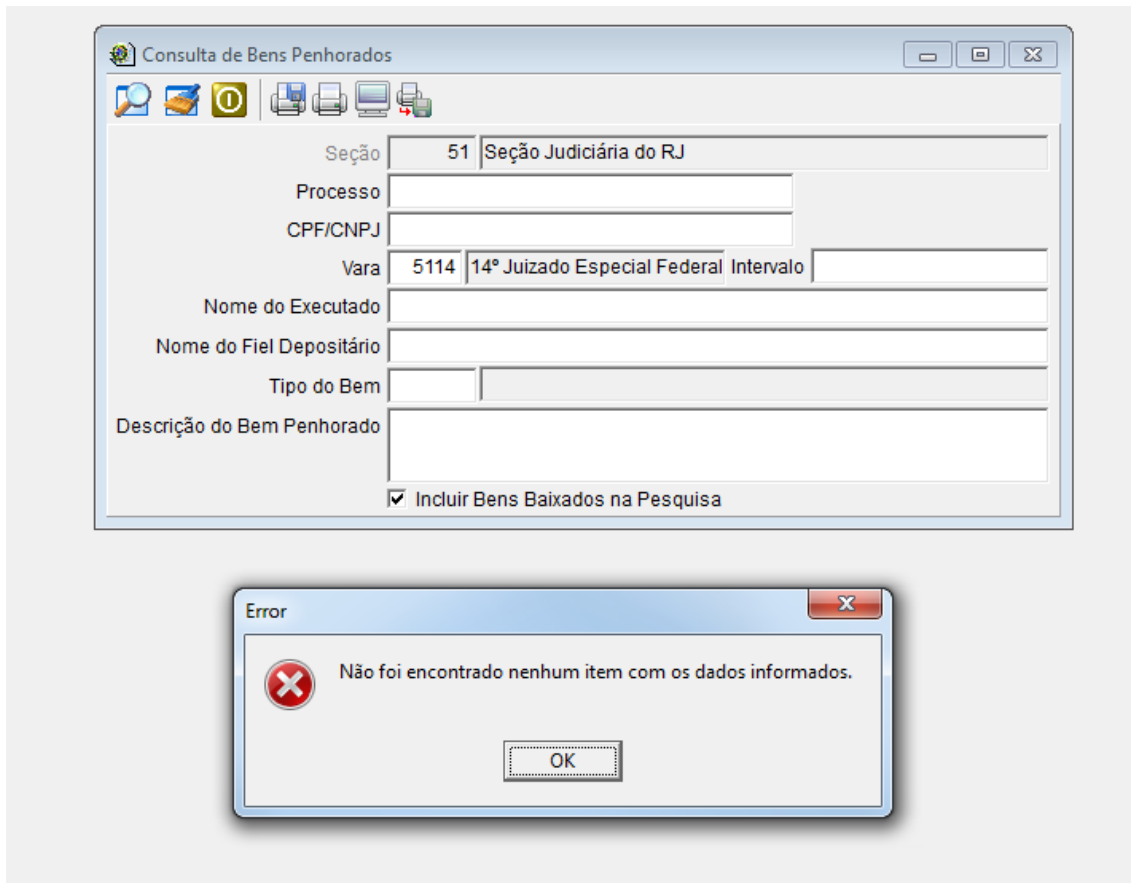 Consulta de Bens Penhorados
Seção 51 Seção Judiciária do RJ
Processo
CPF/CNPJ
Vara 5114 14º Juizado Especial Federal Intervalo
Nome do Executado
Nome do Fiel Depositário
Tipo do Bem
Descrição do Bem Penhorado
Incluir Bens Baixados na Pesquisa
Error
Não foi encontrado nenhum item com os dados informados.
OK